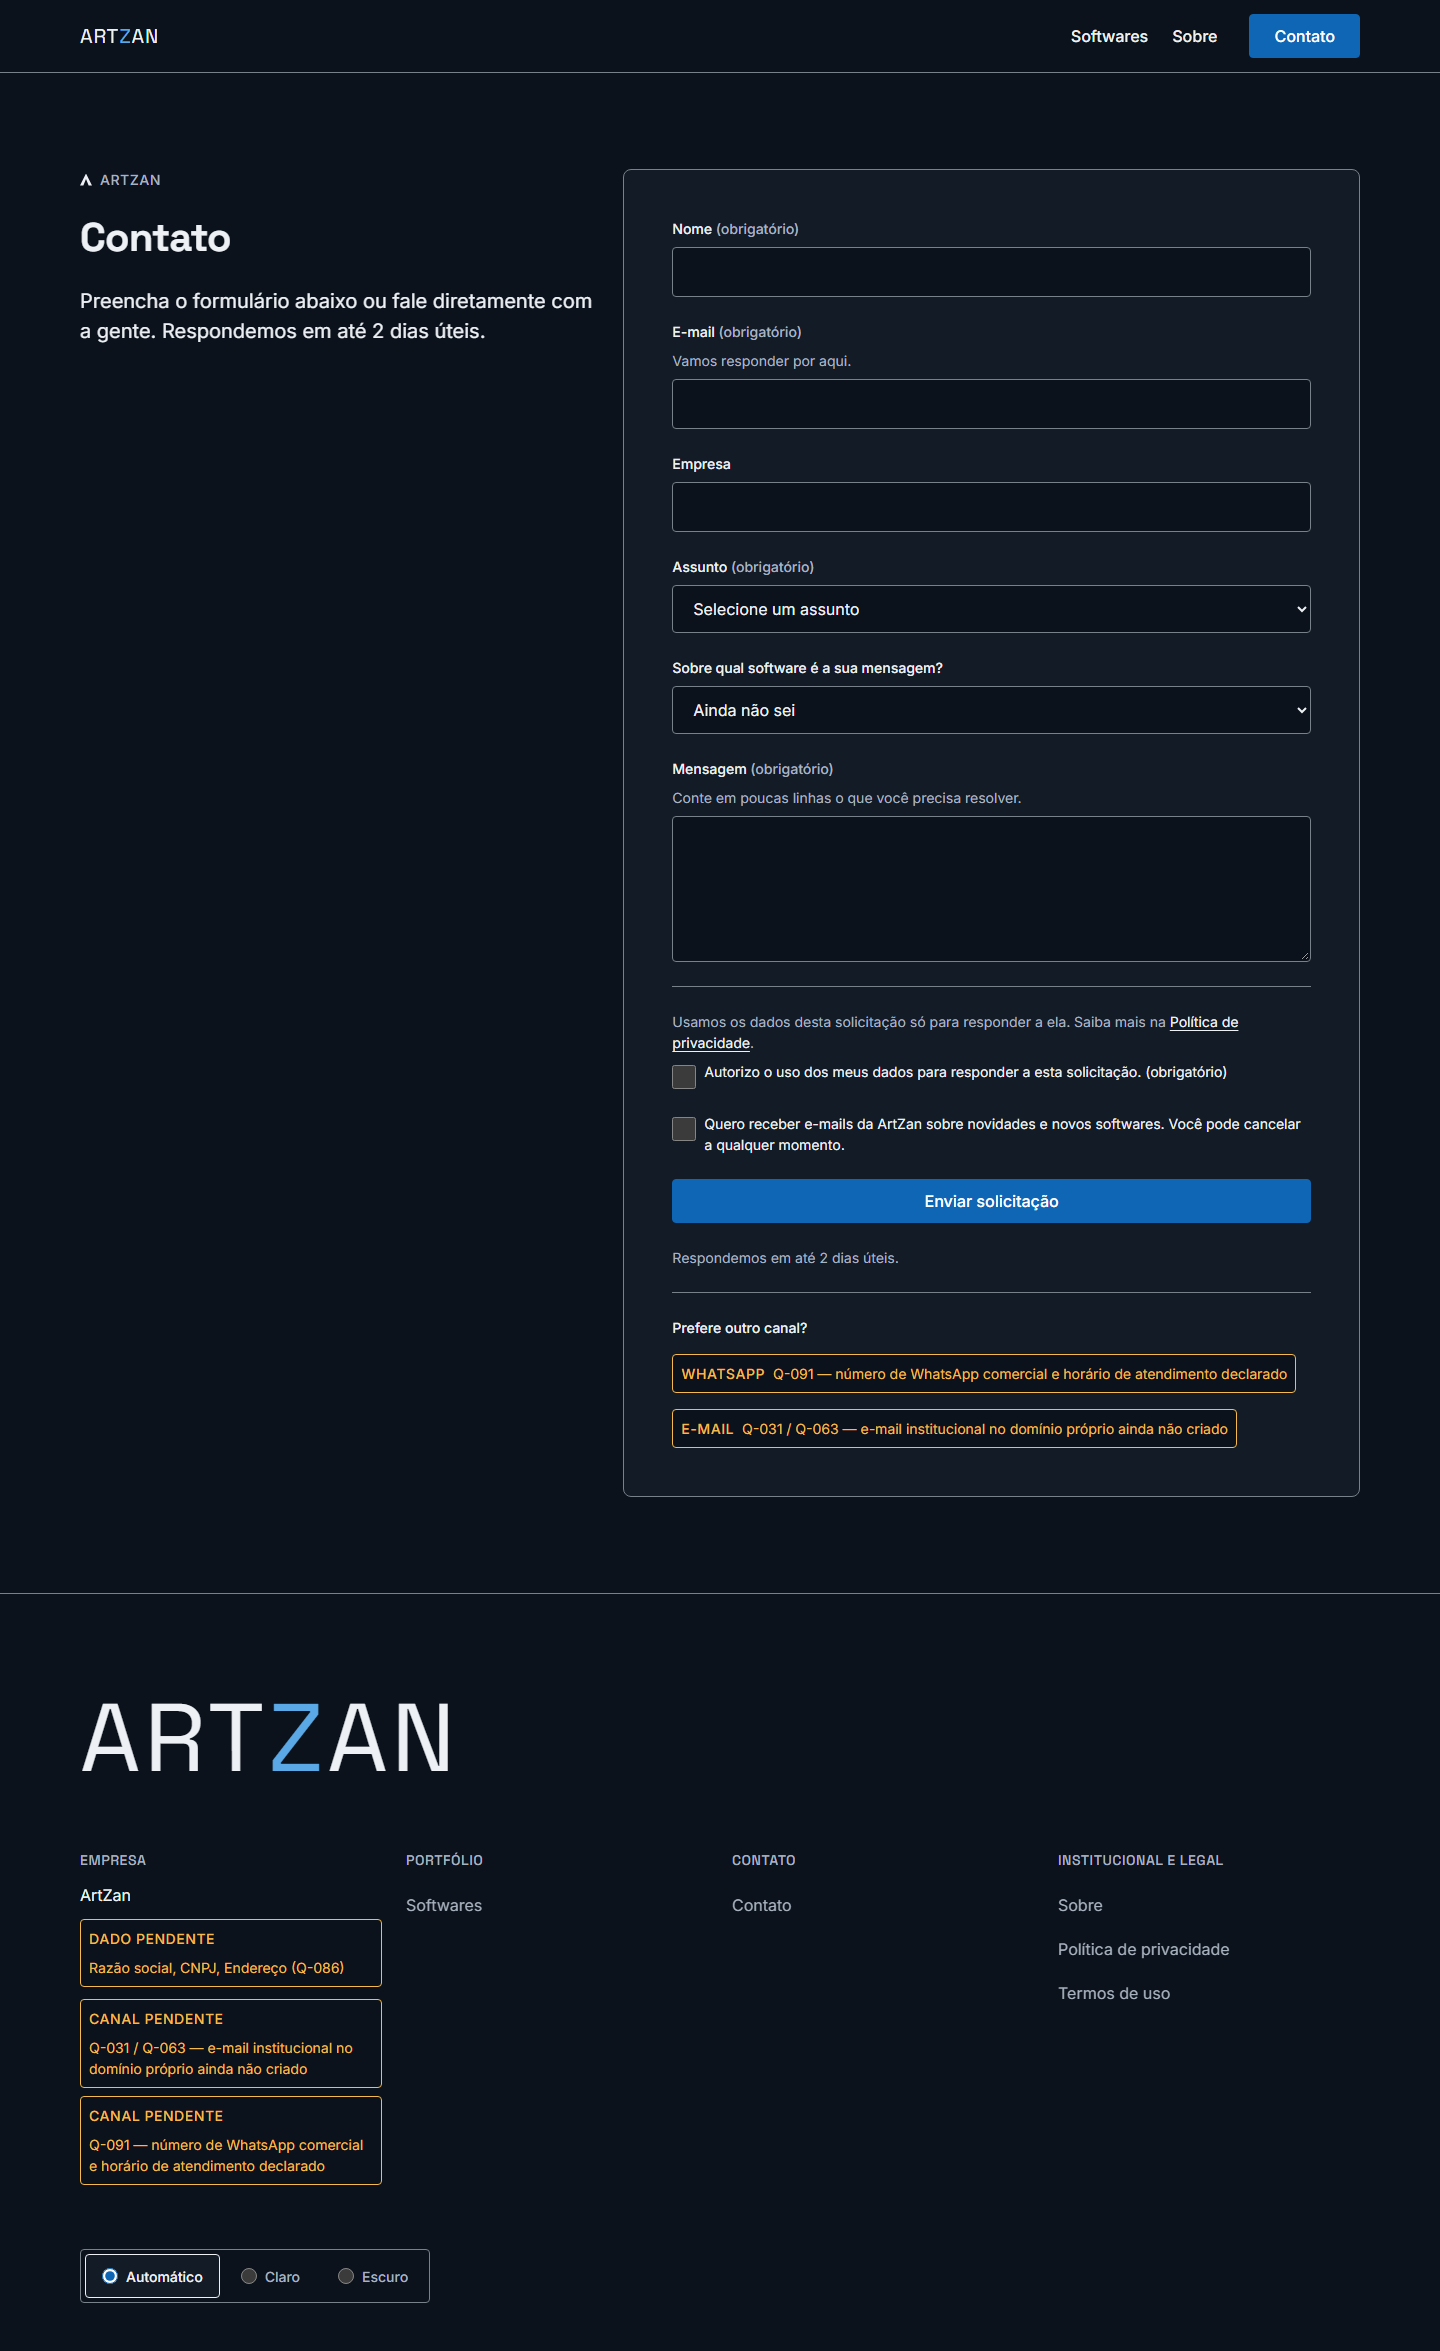 ARTZAN
Softwares
Sobre
Contato
ARTZAN
Contato
Preencha o formulário abaixo ou fale diretamente com
a gente. Respondemos em até 2 dias úteis.
Nome (obrigatório)
E-mail (obrigatório)
Vamos responder por aqui.
Empresa
Assunto (obrigatório)
Selecione um assunto
Sobre qual software é a sua mensagem?
Ainda não sei
Mensagem (obrigatório)
Conte em poucas linhas o que você precisa resolver.
Usamos os dados desta solicitação só para responder a ela. Saiba mais na Política de
privacidade.
Autorizo o uso dos meus dados para responder a esta solicitação. (obrigatório)
Quero receber e-mails da ArtZan sobre novidades e novos softwares. Você pode cancelar
a qualquer momento.
Enviar solicitação
Respondemos em até 2 dias úteis.
Prefere outro canal?
WHATSAPP Q-091 — número de WhatsApp comercial e horário de atendimento declarado
E-MAIL Q-031 / Q-063 — e-mail institucional no domínio próprio ainda não criado
ARTZAN
EMPRESA
ArtZan
DADO PENDENTE
Razão social, CNPJ, Endereço (Q-086)
CANAL PENDENTE
Q-031 / Q-063 — e-mail institucional no
domínio próprio ainda não criado
CANAL PENDENTE
Q-091 — número de WhatsApp comercial
e horário de atendimento declarado
PORTFÓLIO
Softwares
CONTATO
Contato
INSTITUCIONAL E LEGAL
Sobre
Política de privacidade
Termos de uso
Automático
Claro
Escuro